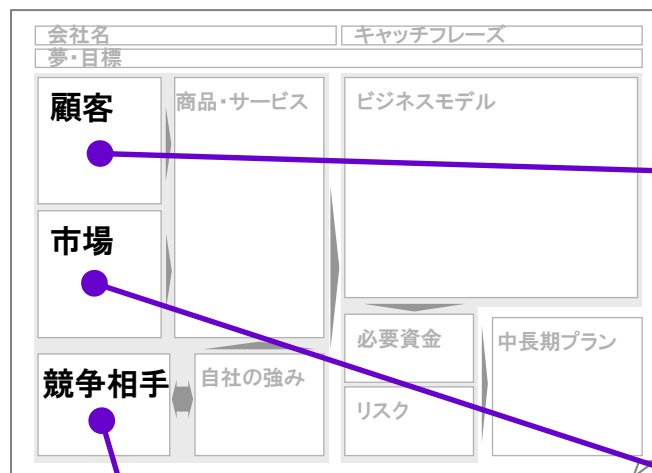 会社名
キャッチフレーズ
夢・目標
顧客
商品・サービス
ビジネスモデル
市場
競争相手
自社の強み
必要資金
リスク
中長期プラン